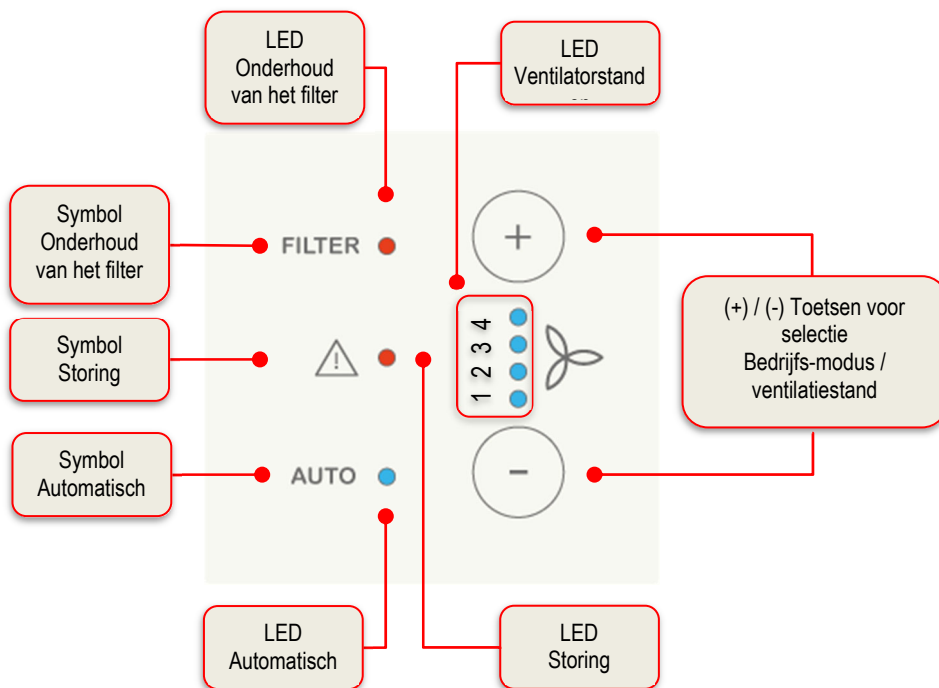 LED
Onderhoud
van het filter
LED
Ventilatorstand
Symbol
Onderhoud
van het filter
FILTER
+
(+) / (-) Toetsen voor
selectie
Bedrijfs-modus /
ventilatiestand
Symbol
Storing
!
1 2 3 4
Symbol
Automatisch
AUTO
-
LED
Automatisch
LED
Storing